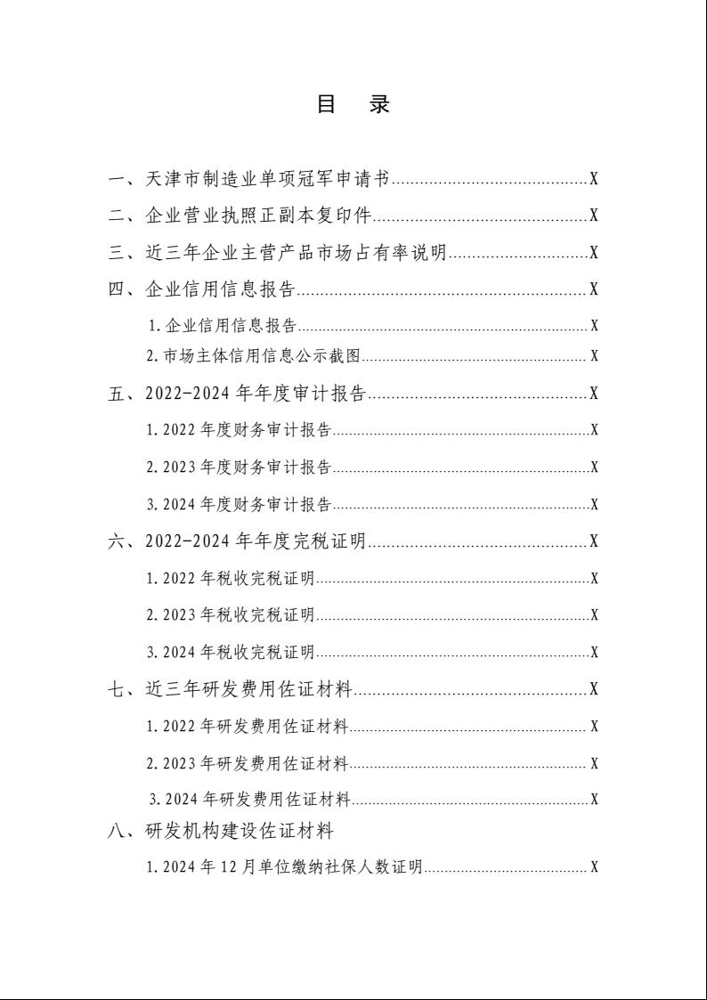 目 录
一、天津市制造业单项冠军申请书..........................................X
二、企业营业执照正副本复印件..............................................X
三、近三年企业主营产品市场占有率说明..............................X
四、企业信用信息报告..............................................................X
1.企业信用信息报告.......................................................................X
2.市场主体信用信息公示截图....................................................... X
五、2022-2024 年年度审计报告...............................................X
1.2022 年度财务审计报告...............................................................X
2.2023 年度财务审计报告...............................................................X
3.2024 年度财务审计报告...............................................................X
六、2022-2024 年年度完税证明...............................................X
1.2022 年税收完税证明...................................................................X
2.2023 年税收完税证明...................................................................X
3.2024 年税收完税证明...................................................................X
七、近三年研发费用佐证材料..................................................X
1.2022 年研发费用佐证材料.......................................................... X
2.2023 年研发费用佐证材料.......................................................... X
3.2024 年研发费用佐证材料..........................................................X
八、研发机构建设佐证材料
1.2024 年 12 月单位缴纳社保人数证明........................................ X